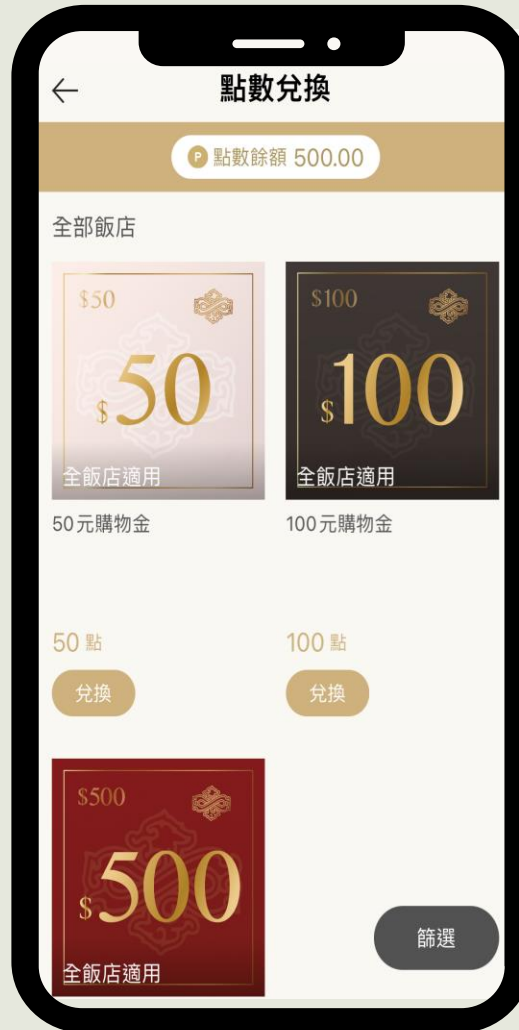 點數兌換
P 點數餘額 500.00
全部飯店
$50
$50
全飯店適用
50元購物金
50 點
兌換
$100
$100
全飯店適用
100元購物金
100 點
兌換
$500
$500
全飯店適用
篩選